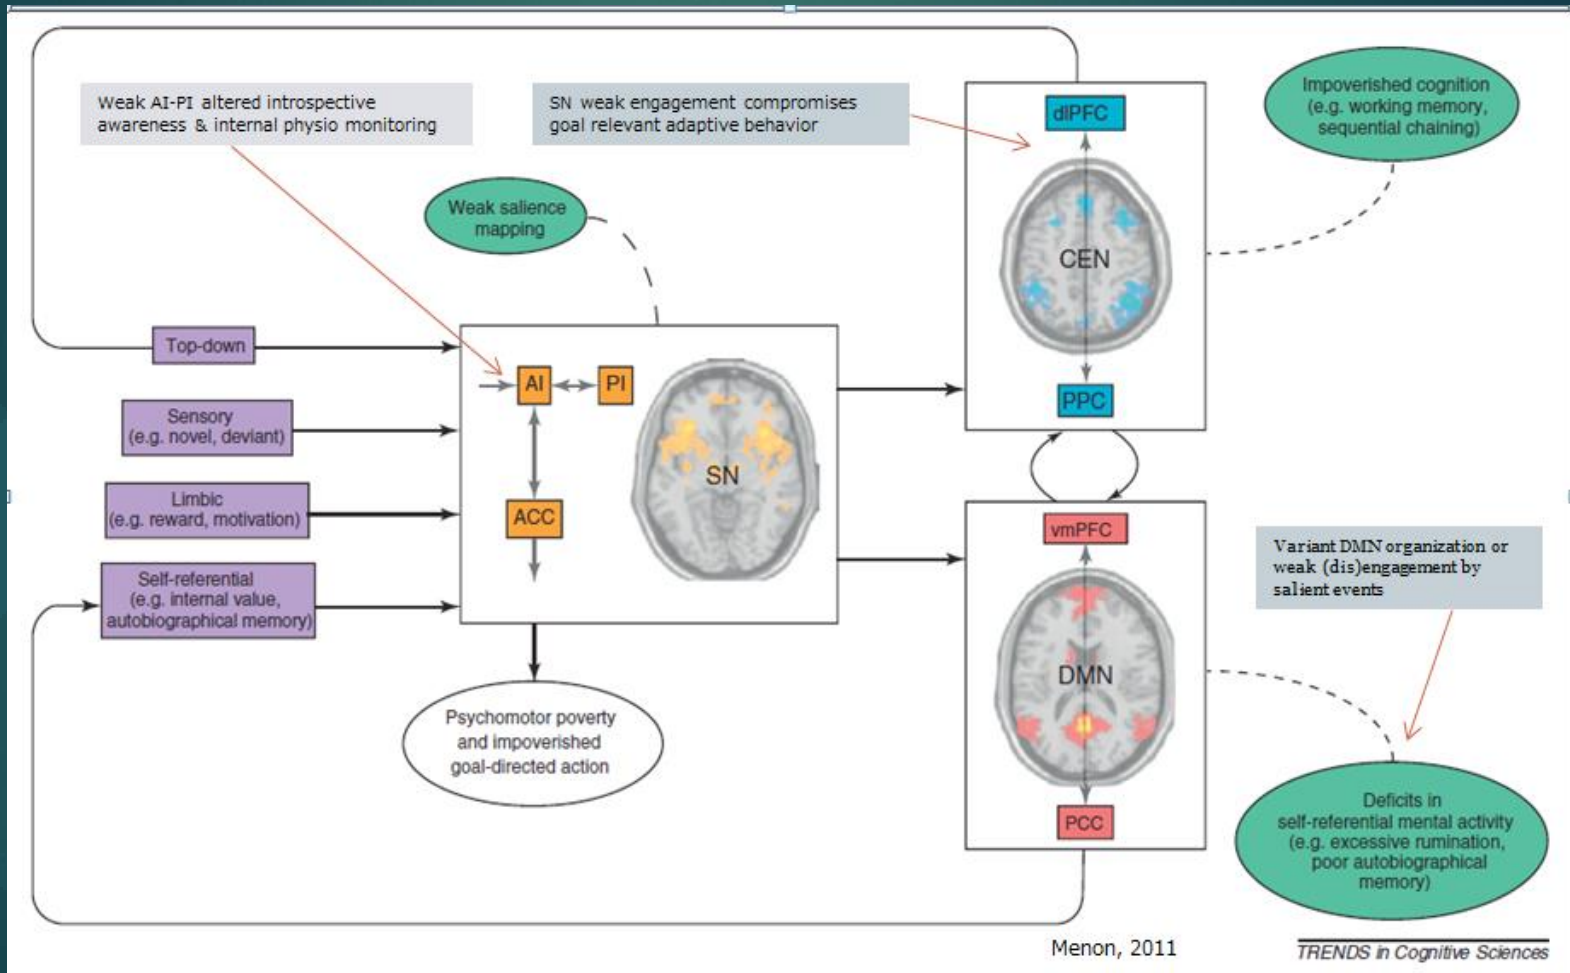 Weak AI-PI altered introspective
awareness & internal physio monitoring
SN weak engagement compromises
goal relevant adaptive behavior
dlPFC
Impoverished cognition
(e.g. working memory,
sequential chaining)
Weak salience
mapping
CEN
Top-down
AI
PI
PPC
Sensory
(e.g. novel, deviant)
SN
Limbic
(e.g. reward, motivation)
ACC
vmPFC
Variant DMN organization or
weak (dis)engagement by
salient events
Self-referential
(e.g. internal value,
autobiographical memory)
DMN
Psychomotor poverty
and impoverished
goal-directed action
PCC
Deficits in
self-referential mental activity
(e.g. excessive rumination,
poor autobiographical
memory)
Menon, 2011
TRENDS in Cognitive Sciences